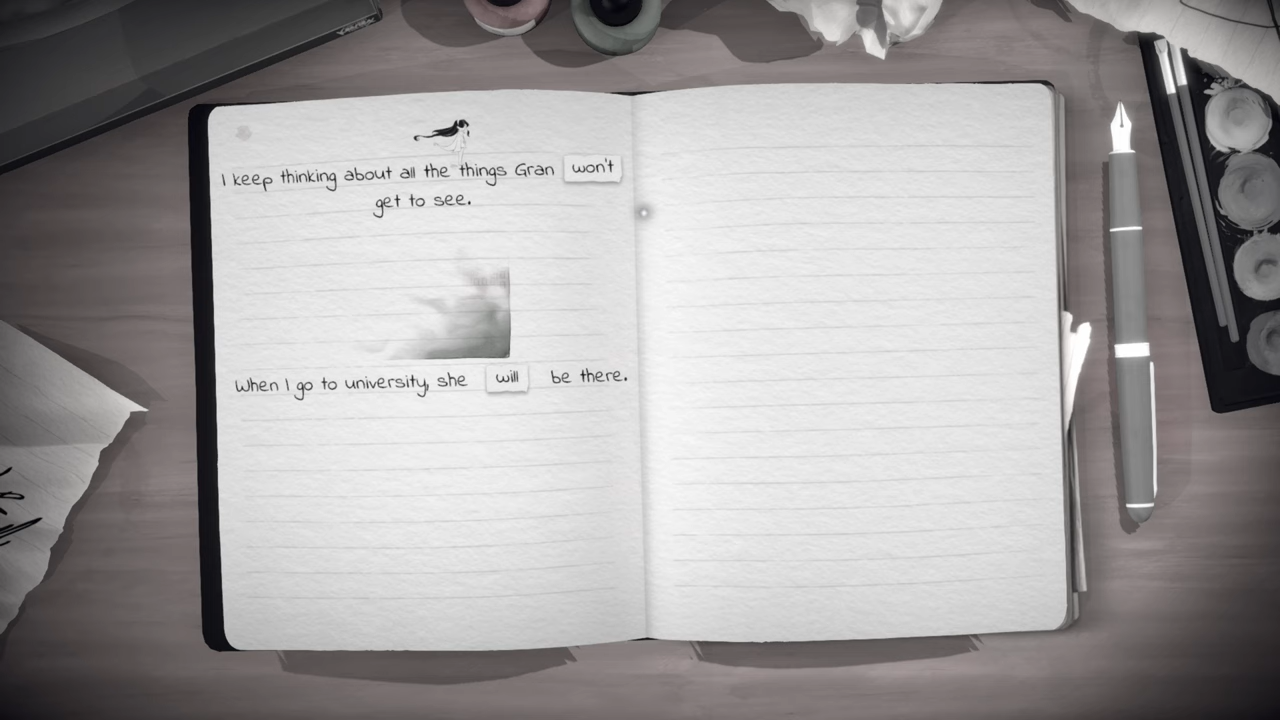 I keep thinking about all the things Gran won't
get to see.
When I go to university, she will be there.